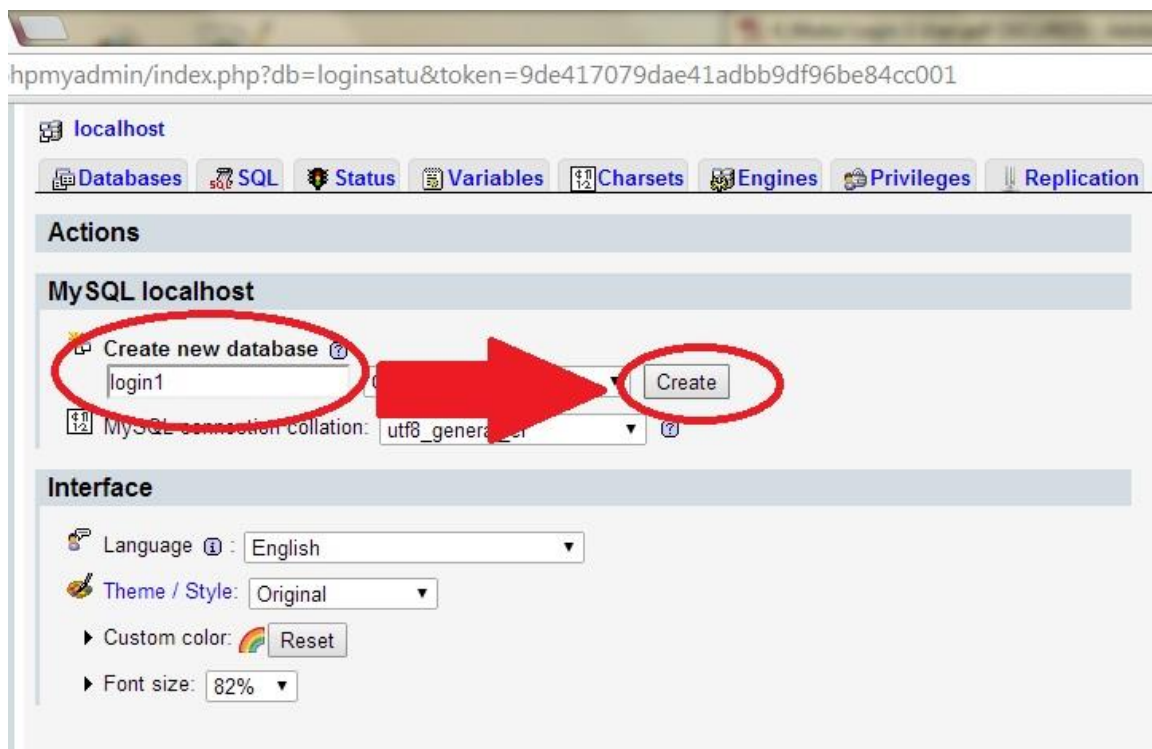 hpmyadmin/index.php?db=loginsatu&token=9de417079dae41adbb9df96be84cc001
localhost
Databases SQL Status Variables Charsets Engines Privileges Replication
Actions
MySQL localhost
Create new database
login1 Create
MySQL connection collation: utf8_general_ci
Interface
Language : English
Theme / Style: Original
Custom color: Reset
Font size: 82%